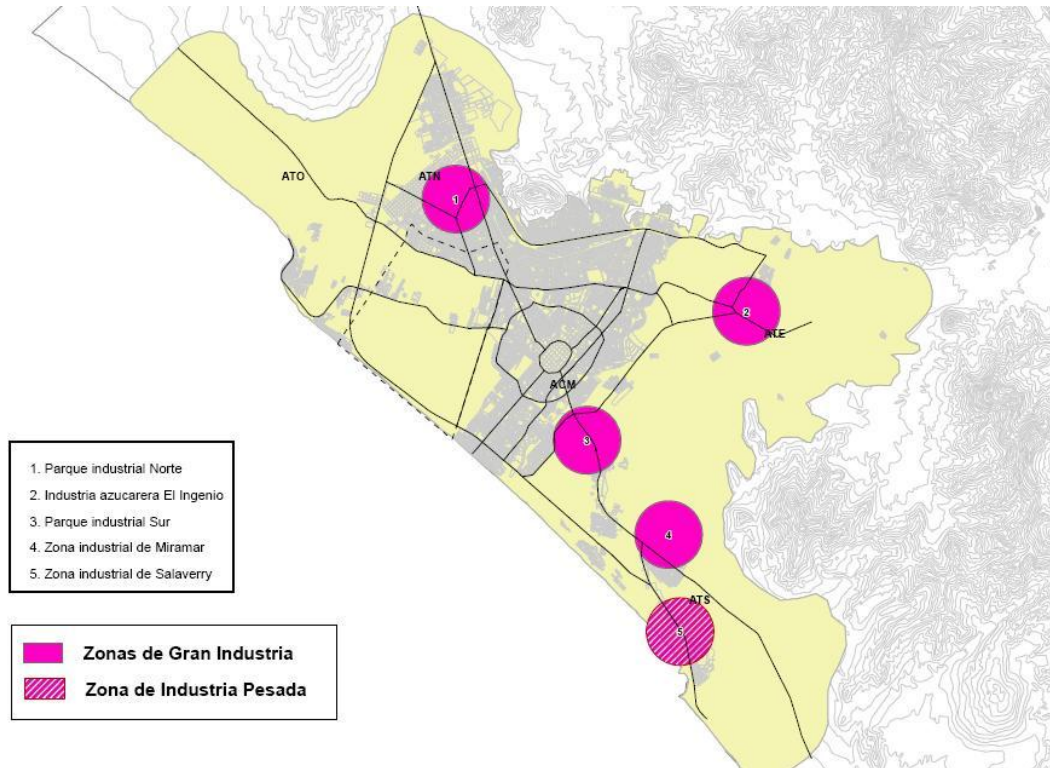 ATO
ATN
1
2
ATE
ACM
3
4
ATS
5
1. Parque industrial Norte
2. Industria azucarera El Ingenio
3. Parque industrial Sur
4. Zona industrial de Miramar
5. Zona industrial de Salaverry
Zonas de Gran Industria
Zona de Industria Pesada